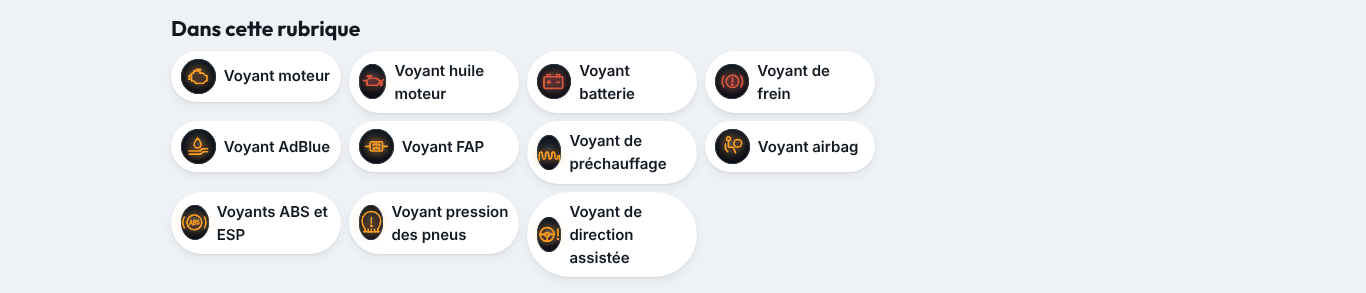 Dans cette rubrique
Voyant moteur
Voyant huile
moteur
Voyant
batterie
Voyant de
frein
Voyant AdBlue
Voyant FAP
Voyant de
préchauffage
Voyant airbag
ABS
Voyants ABS et
ESP
Voyant pression
des pneus
Voyant de
direction
assistée